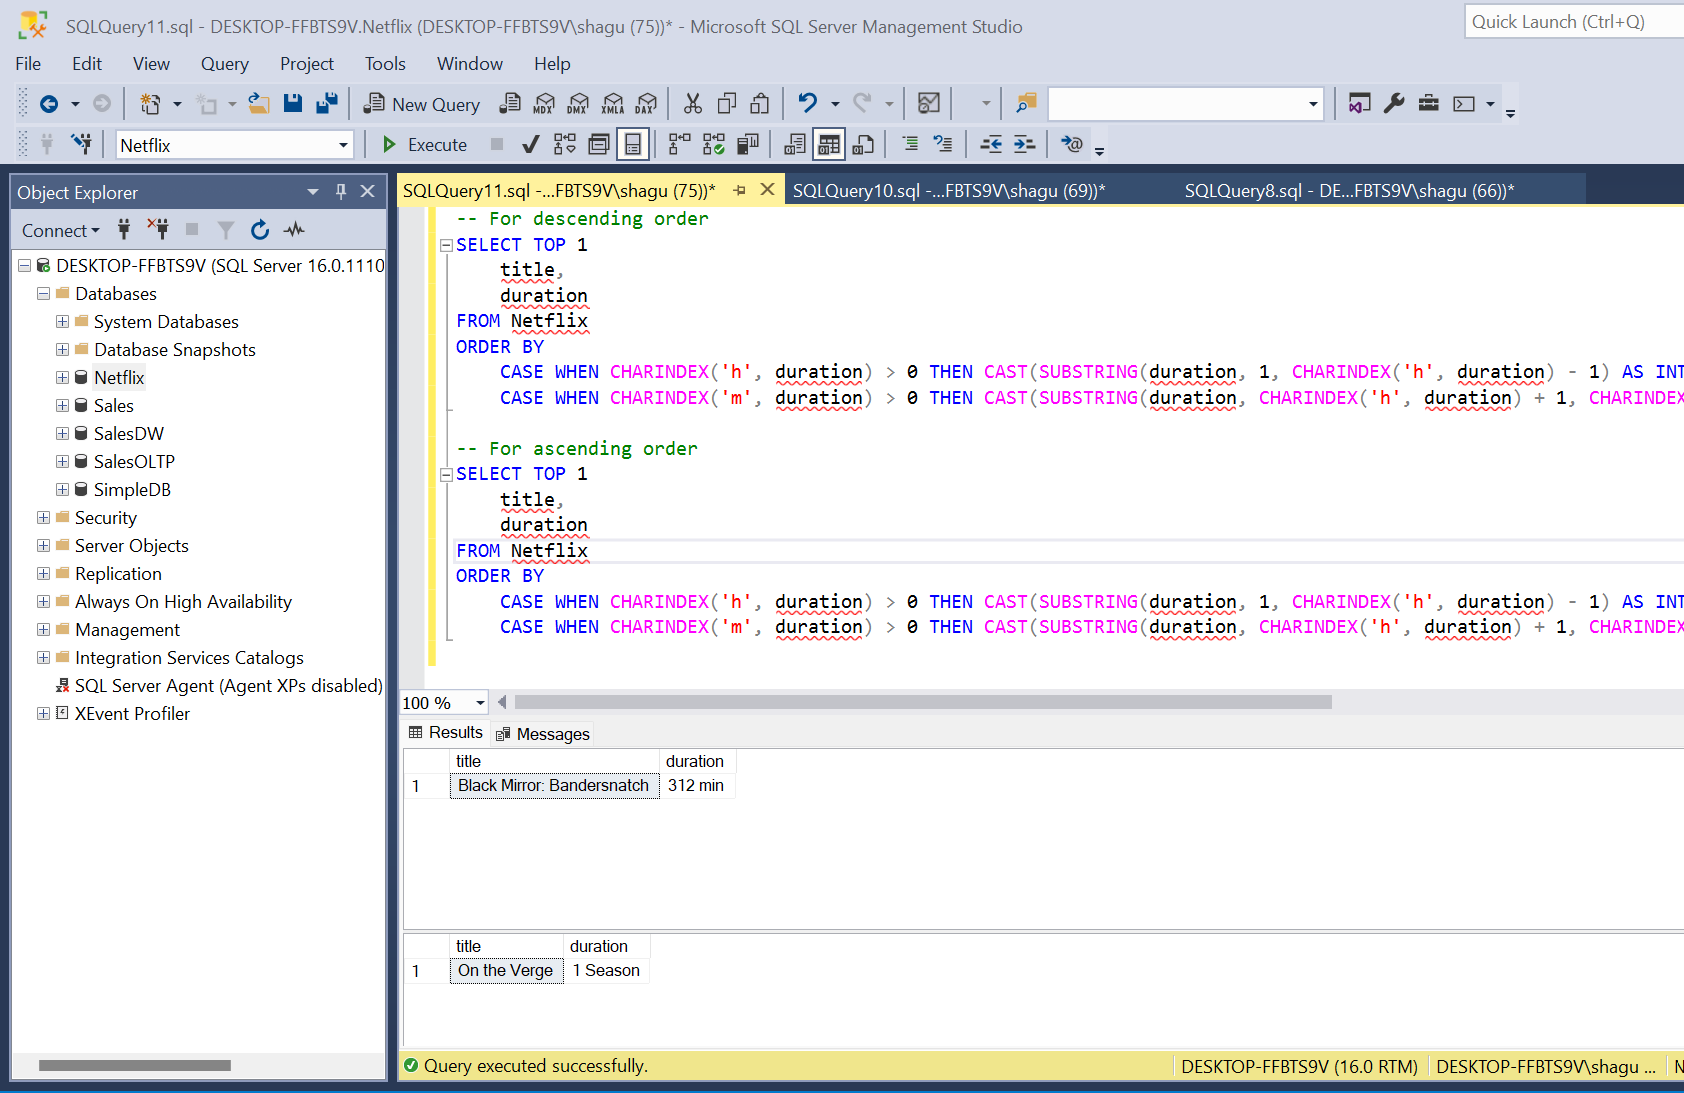 SQLQuery11.sql - DESKTOP-FFBTS9V.Netflix (DESKTOP-FFBTS9V\shagu (75))* - Microsoft SQL Server Management Studio
Quick Launch (Ctrl+Q)
File Edit View Query Project Tools Window Help
New Query MDX DMX XMLA DAX
Netflix Execute
Object Explorer
SQLQuery11.sql -...FBTS9V\shagu (75))* SQLQuery10.sql -...FBTS9V\shagu (69))* SQLQuery8.sql - DE...FBTS9V\shagu (66))*
Connect
DESKTOP-FFBTS9V (SQL Server 16.0.1110
Databases
System Databases
Database Snapshots
Netflix
Sales
SalesDW
SalesOLTP
SimpleDB
Security
Server Objects
Replication
Always On High Availability
Management
Integration Services Catalogs
SQL Server Agent (Agent XPs disabled)
XEvent Profiler
-- For descending order
SELECT TOP 1
title,
duration
FROM Netflix
ORDER BY
CASE WHEN CHARINDEX('h', duration) > 0 THEN CAST(SUBSTRING(duration, 1, CHARINDEX('h', duration) - 1) AS INT
CASE WHEN CHARINDEX('m', duration) > 0 THEN CAST(SUBSTRING(duration, CHARINDEX('h', duration) + 1, CHARINDEX
-- For ascending order
SELECT TOP 1
title,
duration
FROM Netflix
ORDER BY
CASE WHEN CHARINDEX('h', duration) > 0 THEN CAST(SUBSTRING(duration, 1, CHARINDEX('h', duration) - 1) AS INT
CASE WHEN CHARINDEX('m', duration) > 0 THEN CAST(SUBSTRING(duration, CHARINDEX('h', duration) + 1, CHARINDEX
100 %
Results Messages
title duration
1 Black Mirror: Bandersnatch 312 min
title duration
1 On the Verge 1 Season
Query executed successfully. DESKTOP-FFBTS9V (16.0 RTM) DESKTOP-FFBTS9V\shagu ... N